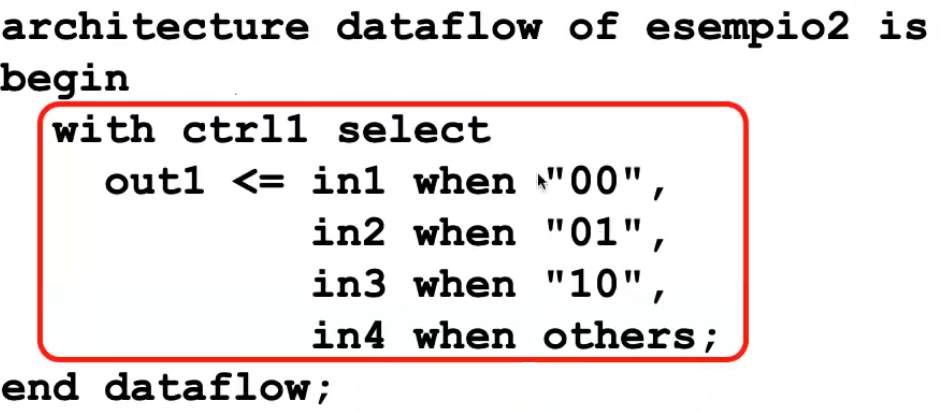 architecture dataflow of esempio2 is
begin
with ctrl1 select
out1 <= in1 when "00",
in2 when "01",
in3 when "10",
in4 when others;
end dataflow;